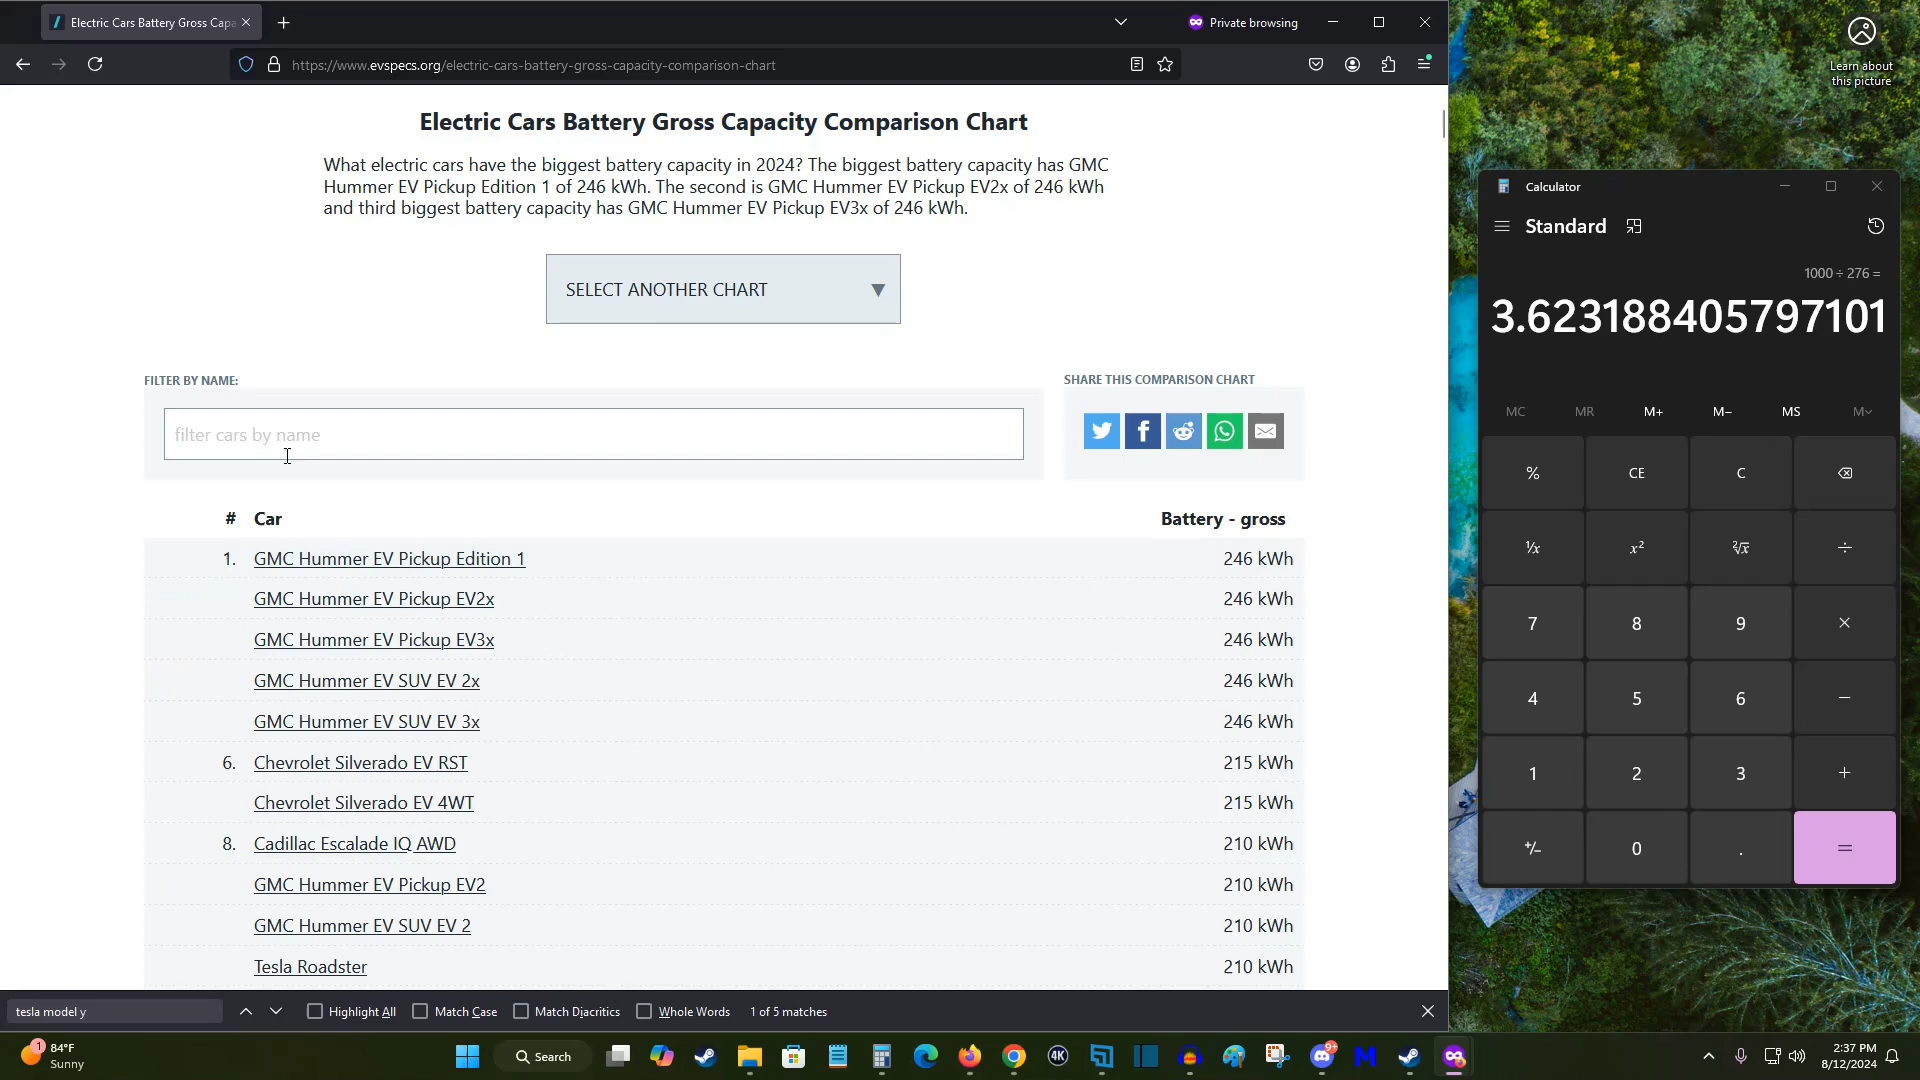 Electric Cars Battery Gross Capa
Private browsing
https://www.evspecs.org/electric-cars-battery-gross-capacity-comparison-chart
Electric Cars Battery Gross Capacity Comparison Chart
What electric cars have the biggest battery capacity in 2024? The biggest battery capacity has GMC
Hummer EV Pickup Edition 1 of 246 kWh. The second is GMC Hummer EV Pickup EV2x of 246 kWh
and third biggest battery capacity has GMC Hummer EV Pickup EV3x of 246 kWh.
SELECT ANOTHER CHART ▼
FILTER BY NAME:
filter cars by name
SHARE THIS COMPARISON CHART
# Car Battery - gross
1. GMC Hummer EV Pickup Edition 1 246 kWh
GMC Hummer EV Pickup EV2x 246 kWh
GMC Hummer EV Pickup EV3x 246 kWh
GMC Hummer EV SUV EV 2x 246 kWh
GMC Hummer EV SUV EV 3x 246 kWh
6. Chevrolet Silverado EV RST 215 kWh
Chevrolet Silverado EV 4WT 215 kWh
8. Cadillac Escalade IQ AWD 210 kWh
GMC Hummer EV Pickup EV2 210 kWh
GMC Hummer EV SUV EV 2 210 kWh
Tesla Roadster 210 kWh
tesla model y Highlight All Match Case Match Diacritics Whole Words 1 of 5 matches
Learn about
this picture
Calculator
Standard
1000 ÷ 276 =
3.623188405797101
MC MR M+ M− MS M˅
% CE C ⌫
¹/x x² ²√x ÷
7 8 9 ×
4 5 6 −
1 2 3 +
+/− 0 . =
1
84°F
Sunny
Search
4K
9+
M
2:37 PM
8/12/2024